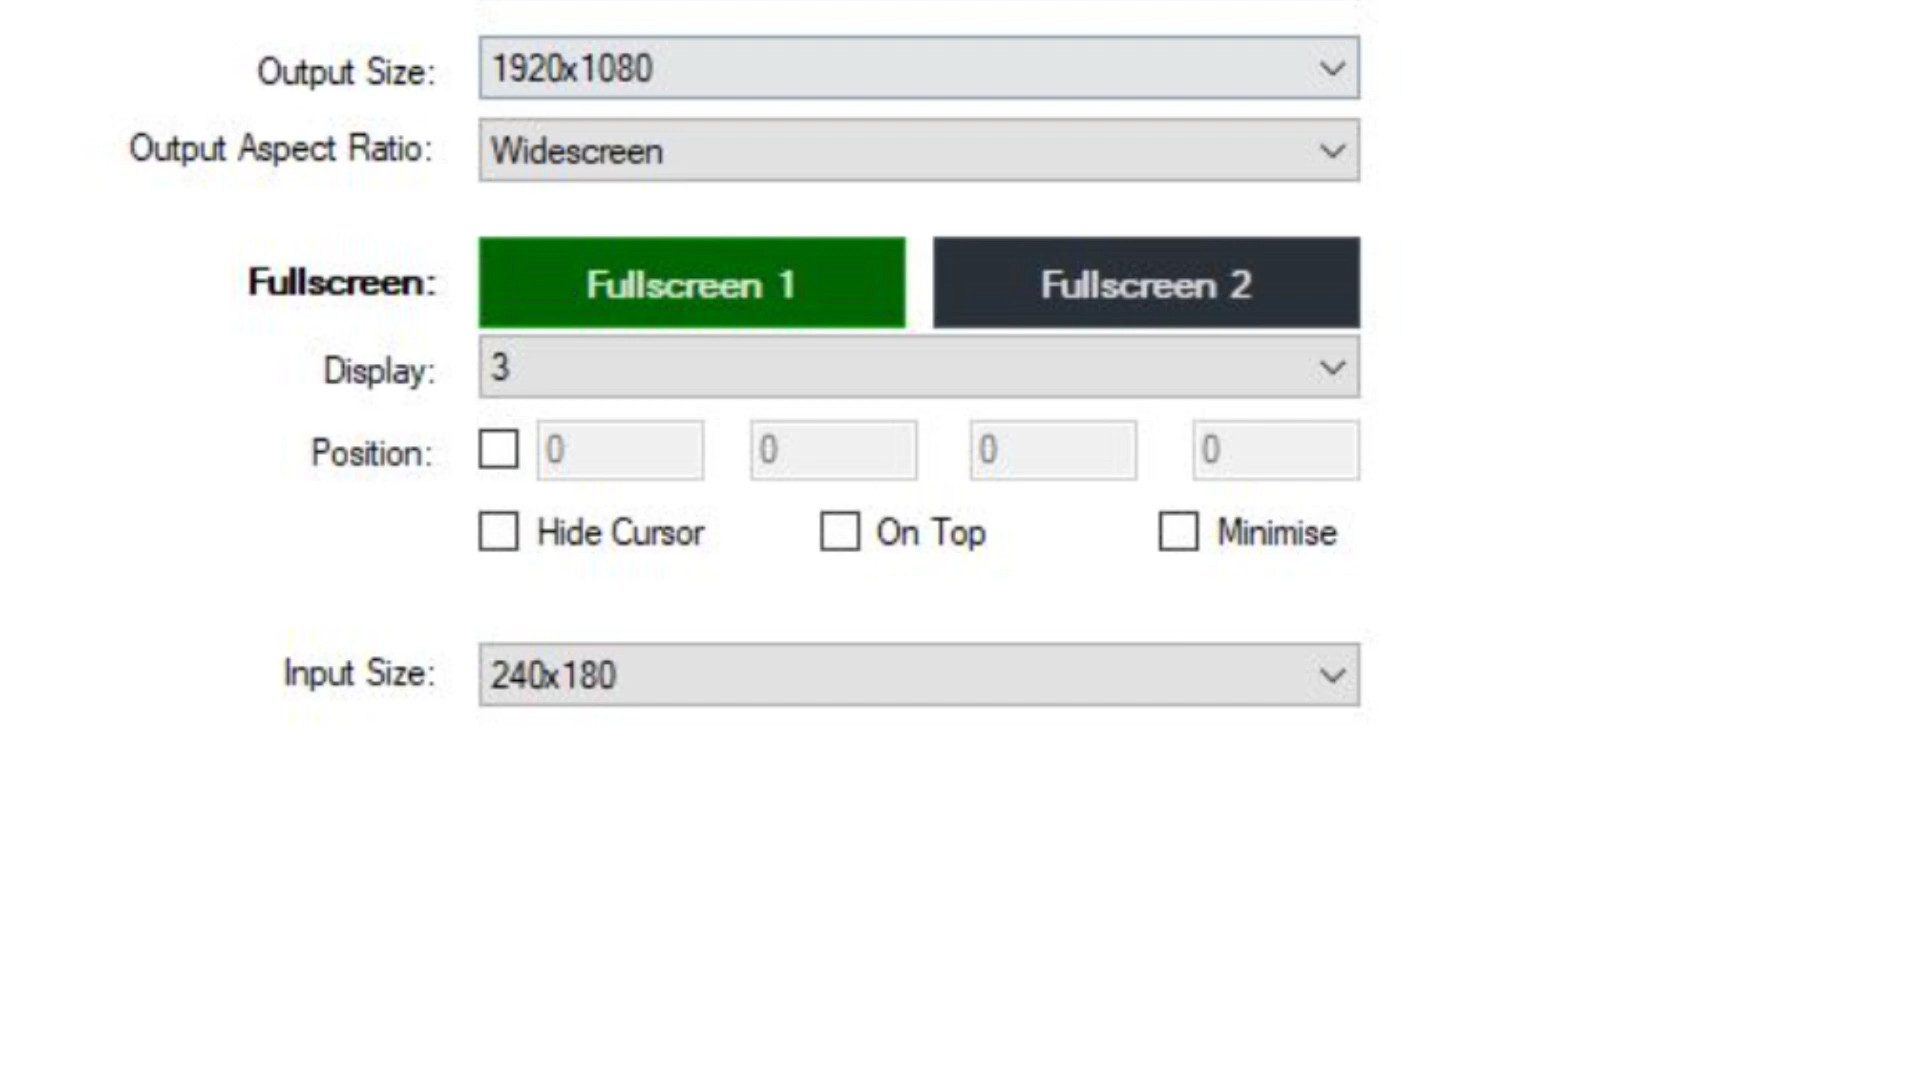 Output Size: 1920x1080
Output Aspect Ratio: Widescreen
Fullscreen: Fullscreen 1 Fullscreen 2
Display: 3
Position: 0 0 0 0
Hide Cursor On Top Minimise
Input Size: 240x180